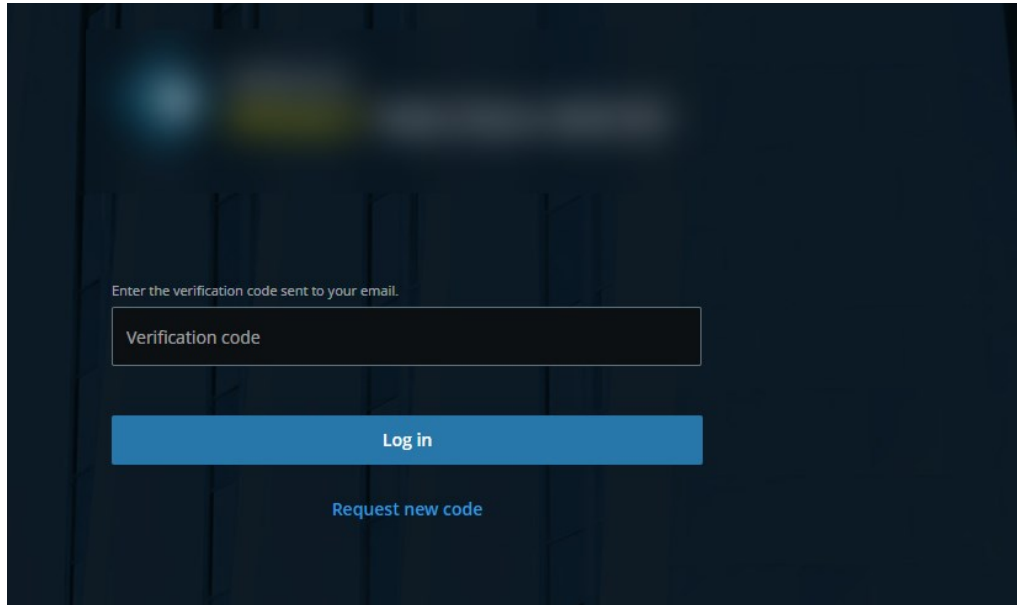 Enter the verification code sent to your email.
Verification code
Log in
Request new code